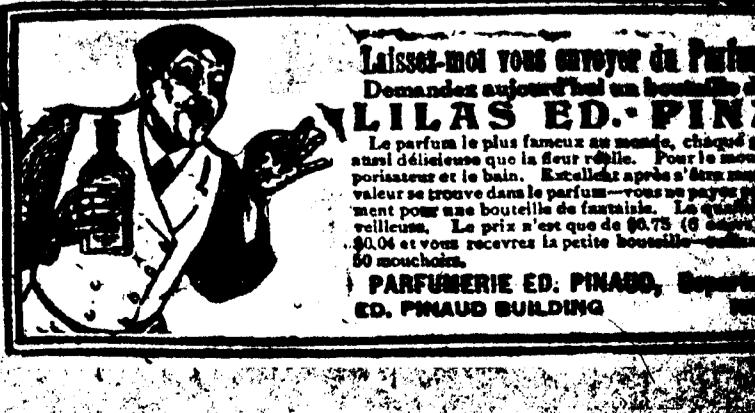 Laissez-moi vous envoyer du
Demandez aujourd'hui un bouteille
LILAS ED. PIN
Le parfum le plus fameux au monde, chaque
aussi délicieuse que la fleur réelle. Pour le
porisateur et le bain. Excellent après s'être
valeur se trouve dans le parfum—vous ne payez
ment pour une bouteille de fantaisie. La
veilleuse. Le prix n'est que de $0.75 (6
$0.04 et vous recevrez la petite bouteille
50 mouchoirs.
PARFUMERIE ED. PINAUD,
ED. PINAUD BUILDING